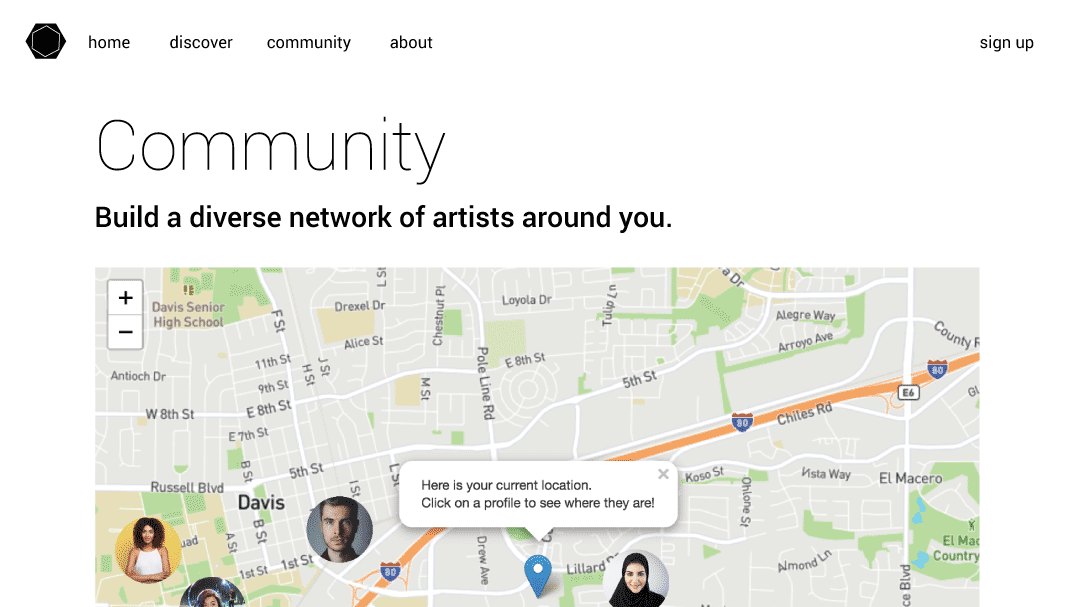 home discover community about sign up
Community
Build a diverse network of artists around you.
+
−
Davis Senior
High School
F St
L St
Drexel Dr
Chestnut Pl
Loyola Dr
Tulip Ln
a Dr
Alegre Way
Arroyo Ave
County R
Alice St
11th St
J St
H St
Pole Line Rd
E 8th St
5th St
80
E6
Antioch Dr
9th St
M St
W 8th St
E 8th St
Chiles Rd
80
E 7th St
B St
5th St
Russell Blvd
Davis
I St
Here is your current location.
Click on a profile to see where they are!
×
Koso St
Ohlone St
Vista Way
El Macero
uad
A St
B St
1st St
1st St
80
Drew Ave
Lillard
Almond Ln
El Mac
Country
ce Blvd